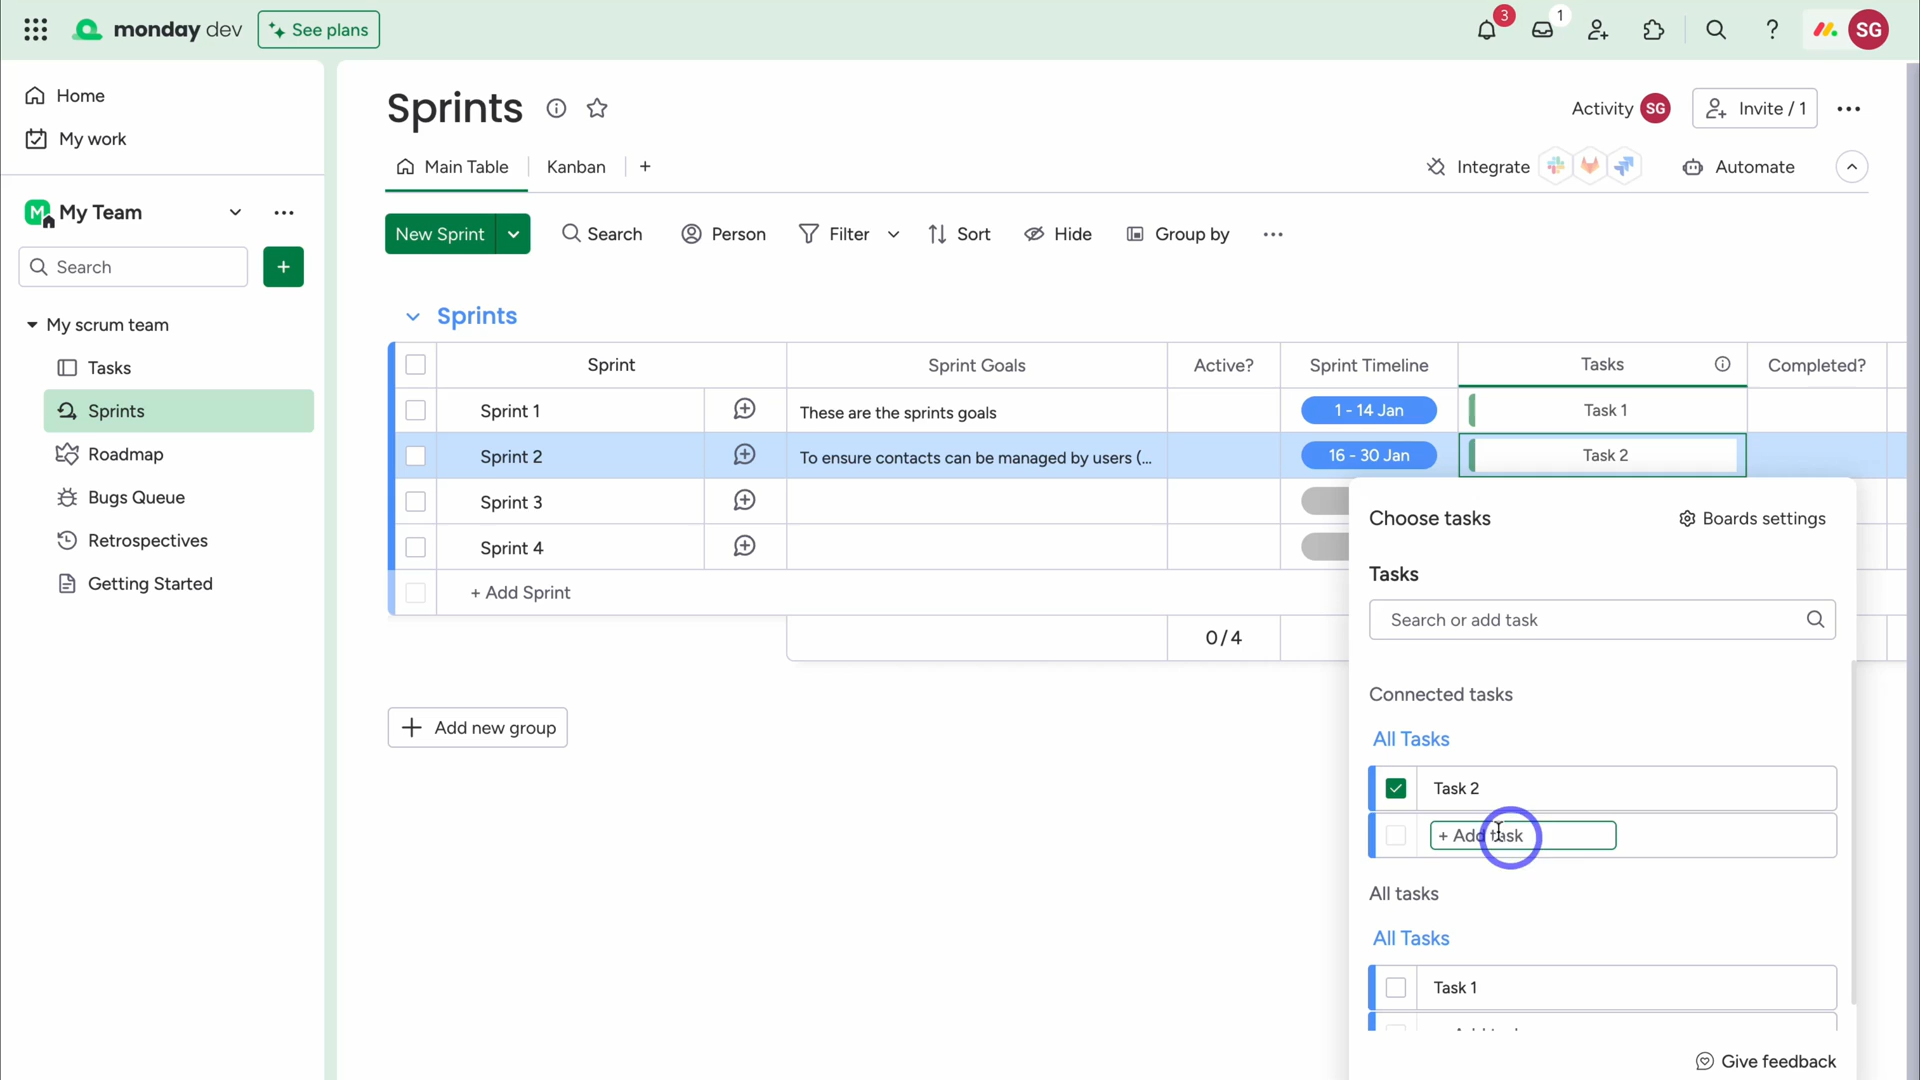 monday dev
See plans
3
1
SG
Home
My work
M
My Team
Search
+
My scrum team
Tasks
Sprints
Roadmap
Bugs Queue
Retrospectives
Getting Started
Sprints
Activity SG
Invite / 1
Main Table
Kanban
+
Integrate
Automate
New Sprint
Search
Person
Filter
Sort
Hide
Group by
Sprints
Sprint Sprint Goals Active? Sprint Timeline Tasks Completed?
Sprint 1 These are the sprints goals 1 - 14 Jan Task 1
Sprint 2 To ensure contacts can be managed by users (... 16 - 30 Jan Task 2
Sprint 3
Sprint 4
+ Add Sprint
0 / 4
+ Add new group
Choose tasks
Boards settings
Tasks
Search or add task
Connected tasks
All Tasks
Task 2
+ Add task
All tasks
All Tasks
Task 1
Give feedback